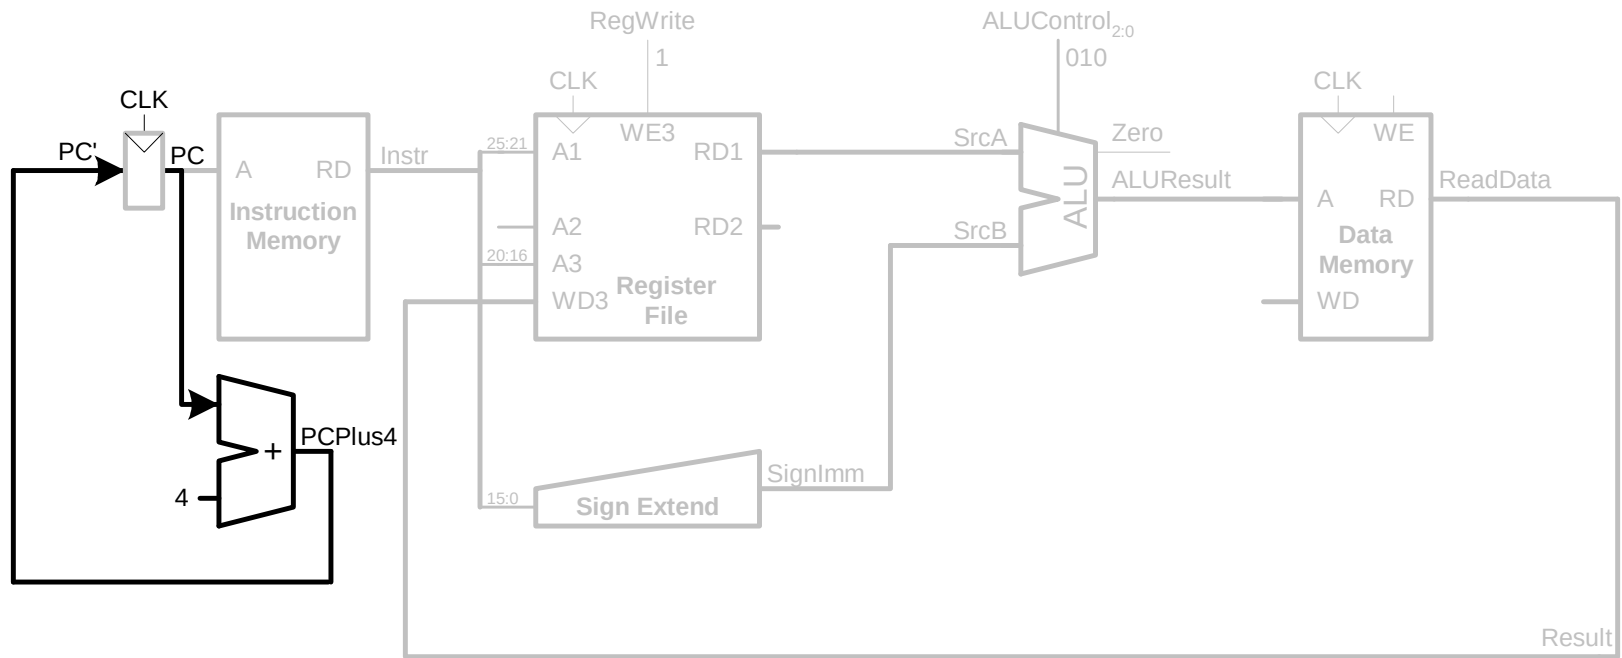 RegWrite
ALUControl2:0
1
010
CLK
CLK
CLK
WE3
Zero
WE
PC'
PC
Instr
25:21
A1
RD1
SrcA
A
RD
ALU
ALUResult
ReadData
Instruction
Memory
A2
RD2
SrcB
A
RD
20:16
A3
Data
Memory
WD3
Register
File
WD
PCPlus4
+
4
SignImm
15:0
Sign Extend
Result